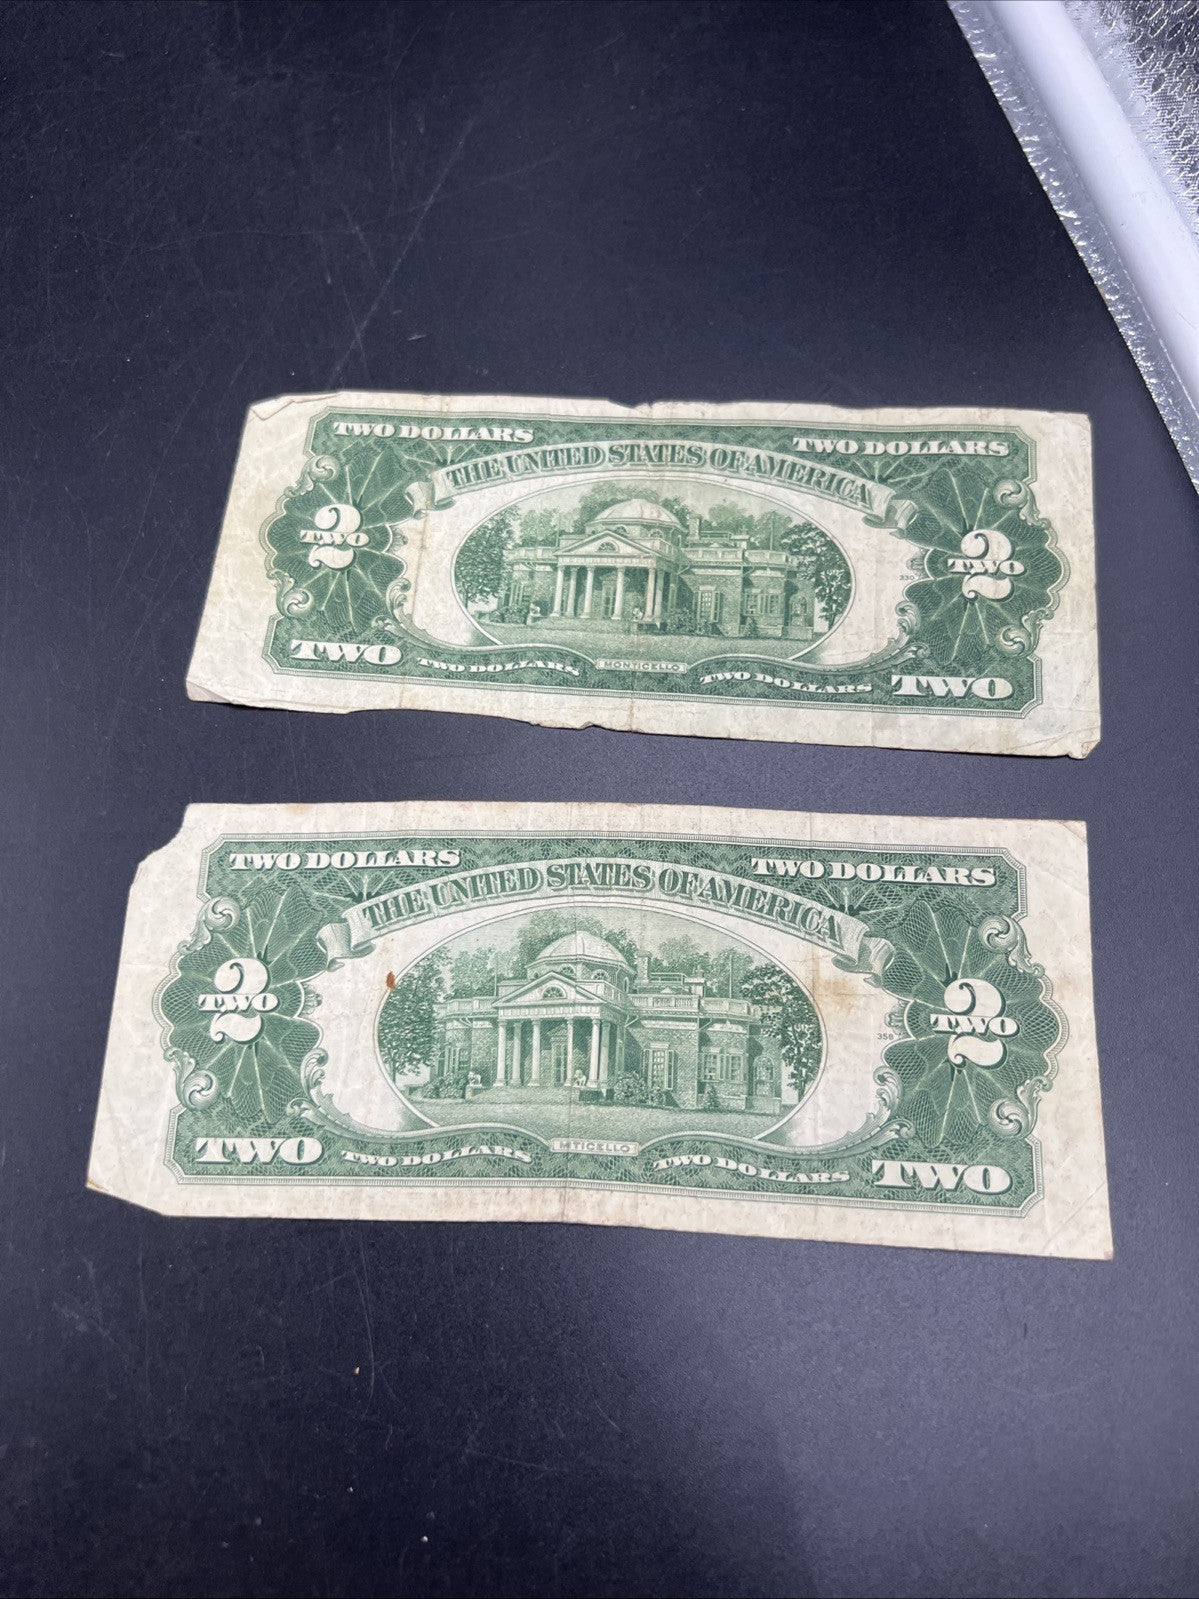 TWO DOLLARS TWO DOLLARS
THE UNITED STATES OF AMERICA
2 2
TWO TWO
330
TWO TWO DOLLARS MONTICELLO TWO DOLLARS TWO
TWO DOLLARS TWO DOLLARS
THE UNITED STATES OF AMERICA
2 2
TWO TWO
358
TWO TWO DOLLARS MTICELLO TWO DOLLARS TWO